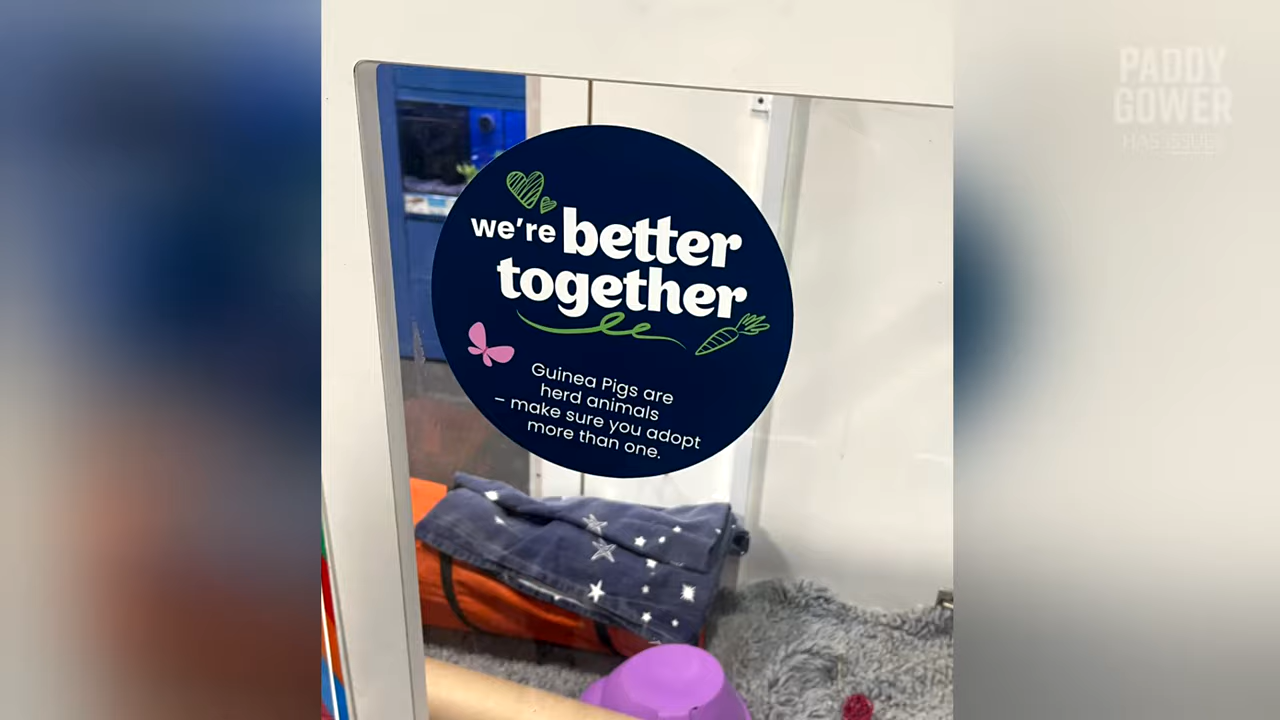 PADDY
GOWER
HAS ISSUES
we're better
together
Guinea Pigs are
herd animals
– make sure you adopt
more than one.